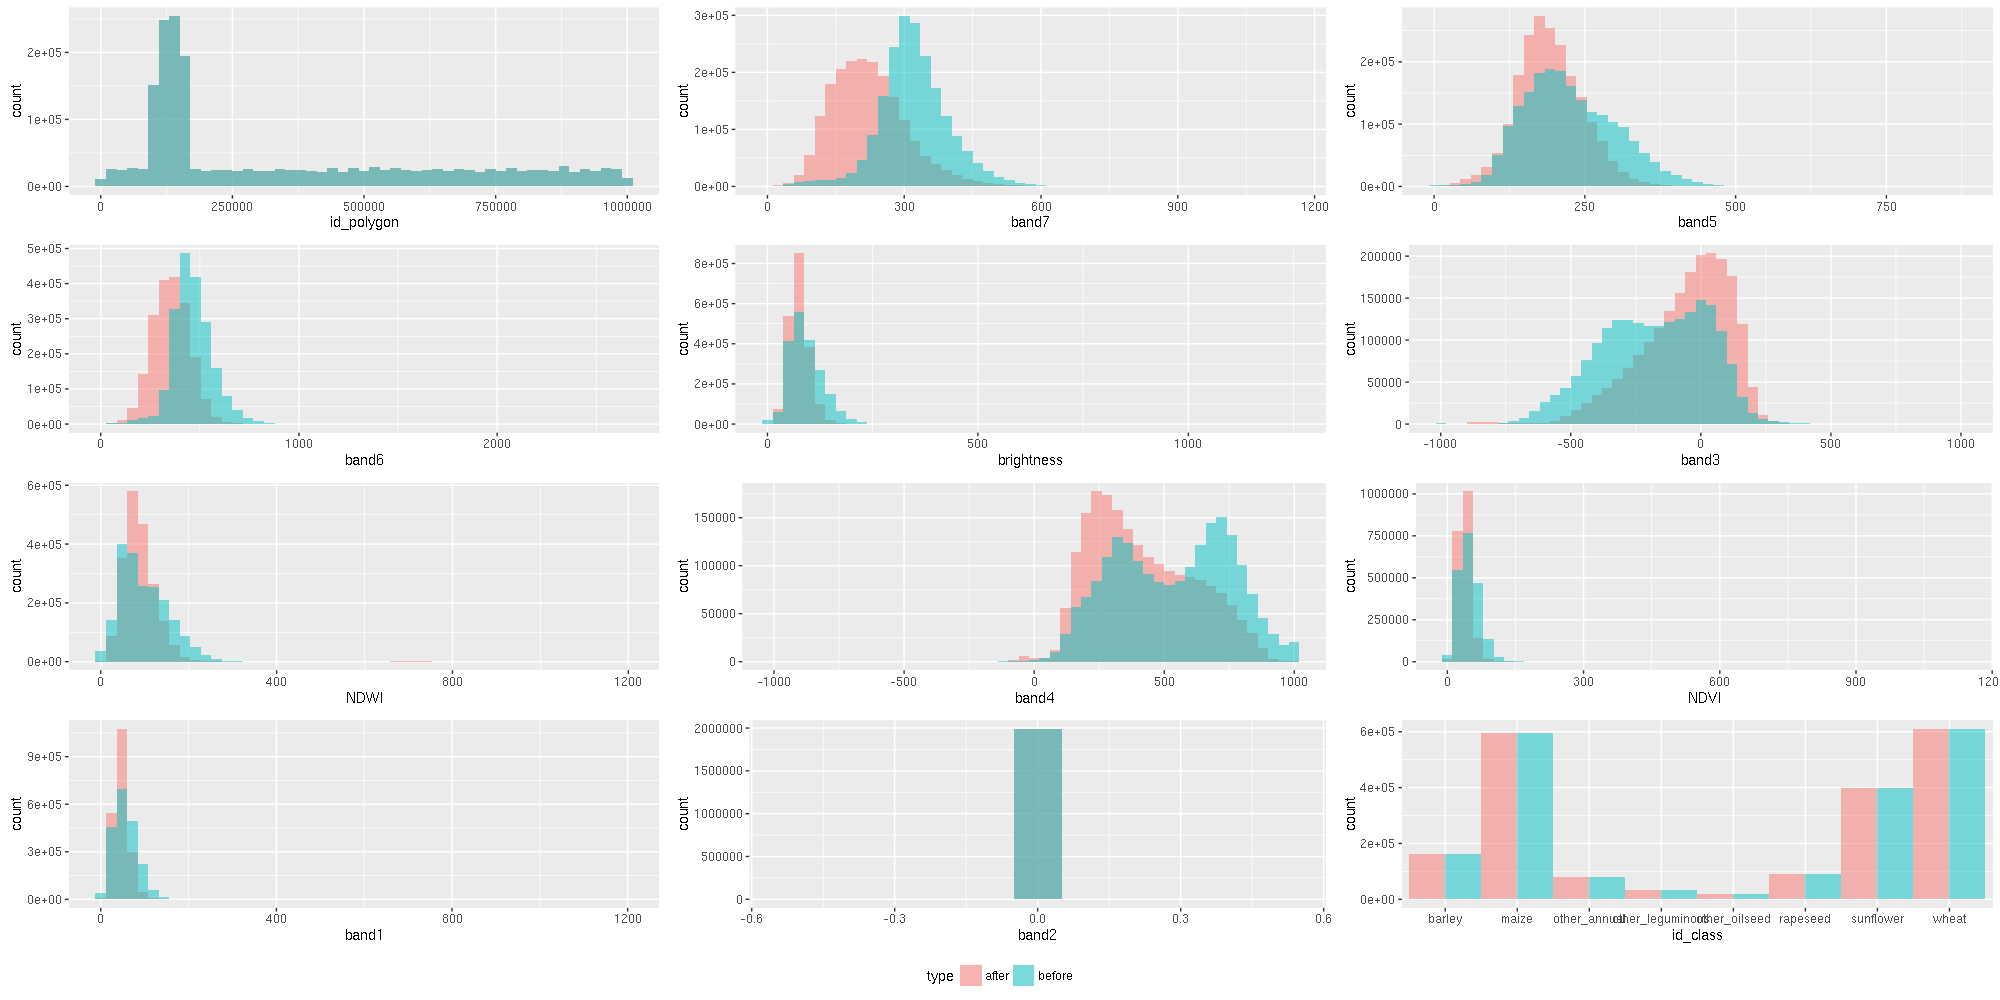 2e+05
1e+05
0e+00
count
0
250000
500000
750000
1000000
id_polygon
3e+05
2e+05
1e+05
0e+00
count
0
300
600
900
1200
band7
2e+05
1e+05
0e+00
count
0
250
500
750
band5
5e+05
4e+05
3e+05
2e+05
1e+05
0e+00
count
0
1000
2000
band6
8e+05
6e+05
4e+05
2e+05
0e+00
count
0
500
1000
brightness
200000
150000
100000
50000
0
count
-1000
-500
0
500
1000
band3
6e+05
4e+05
2e+05
0e+00
count
0
400
800
1200
NDWI
150000
100000
50000
0
count
-1000
-500
0
500
1000
band4
1000000
750000
500000
250000
0
count
0
300
600
900
120
NDVI
9e+05
6e+05
3e+05
0e+00
count
0
400
800
1200
band1
2000000
1500000
1000000
500000
0
count
-0.6
-0.3
0.0
0.3
0.6
band2
6e+05
4e+05
2e+05
0e+00
count
barley
maize
other_annual
other_leguminous
other_oilseed
rapeseed
sunflower
wheat
id_class
type after before